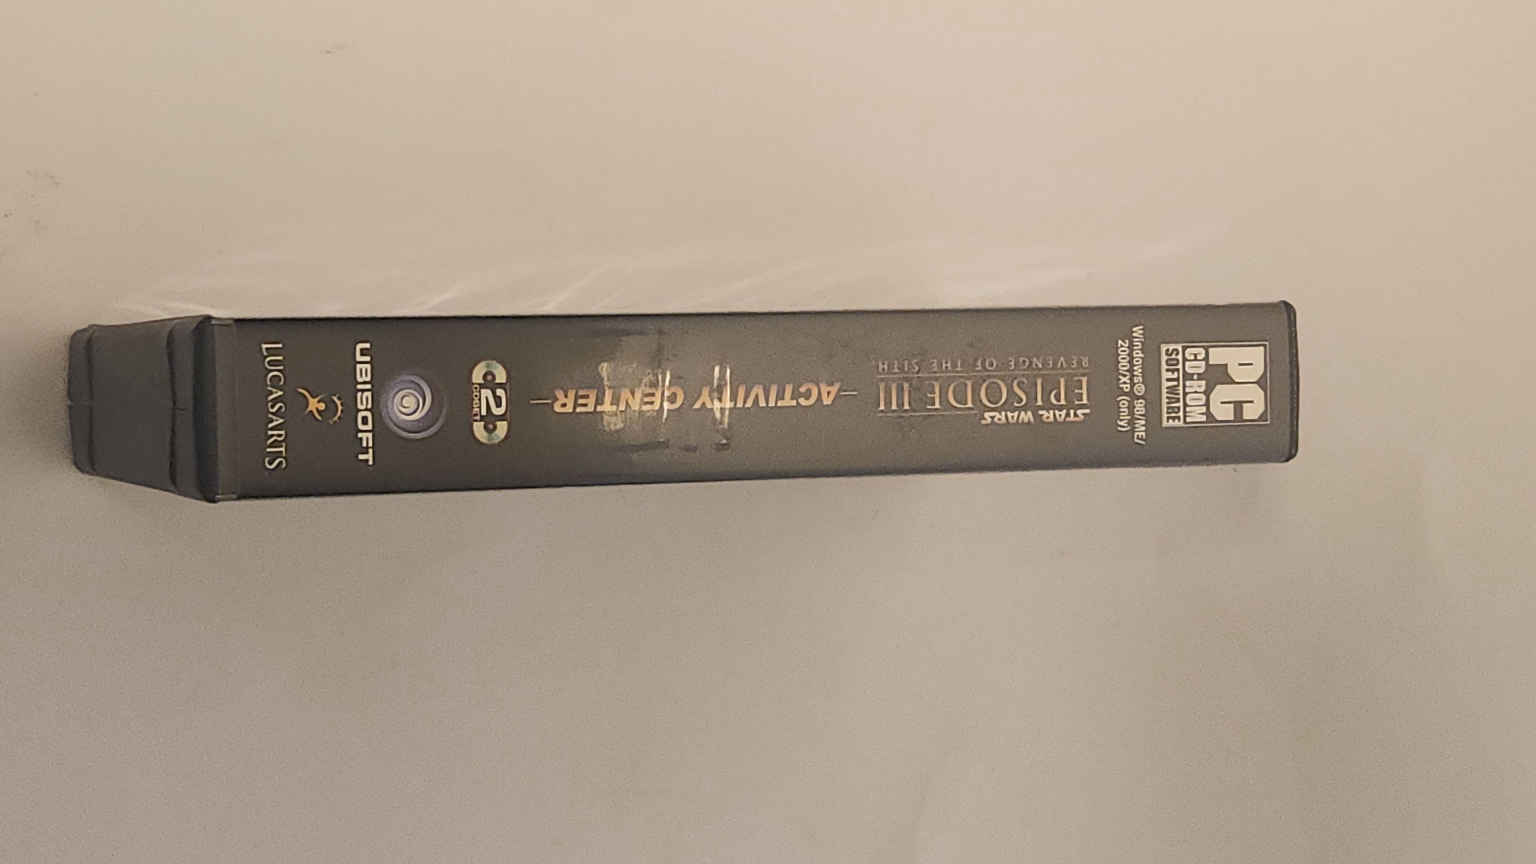 PC
CD-ROM
SOFTWARE
Windows® 98/ME/
2000/XP (only)
STAR WARS
EPISODE III
REVENGE OF THE SITH
ACTIVITY CENTER
2
UBISOFT
LUCASARTS